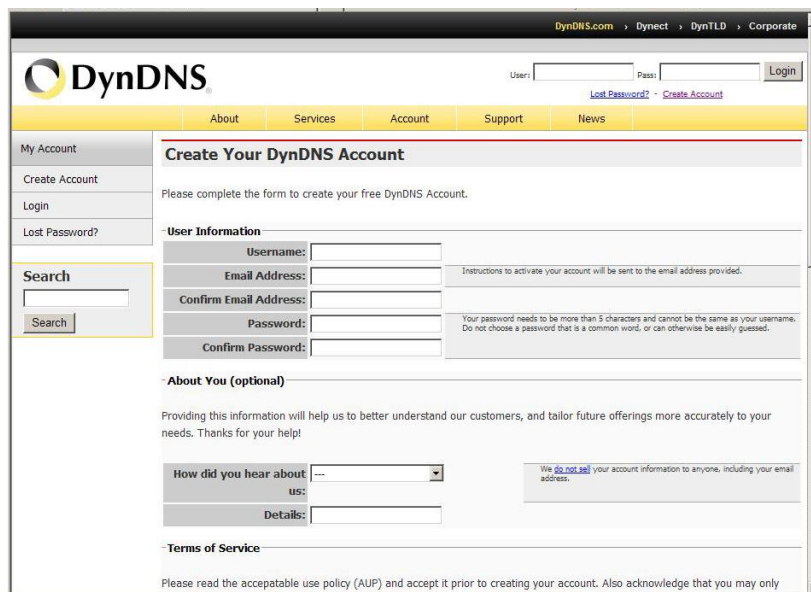 DynDNS.com › Dynect › DynTLD › Corporate
DynDNS
User: Pass: Login
Lost Password? - Create Account
About Services Account Support News
My Account
Create Account
Login
Lost Password?
Search
Search
Create Your DynDNS Account
Please complete the form to create your free DynDNS Account.
User Information
Username:
Email Address:
Instructions to activate your account will be sent to the email address provided.
Confirm Email Address:
Password:
Your password needs to be more than 5 characters and cannot be the same as your username.
Do not choose a password that is a common word, or can otherwise be easily guessed.
Confirm Password:
About You (optional)
Providing this information will help us to better understand our customers, and tailor future offerings more accurately to your
needs. Thanks for your help!
How did you hear about
us:
---
We do not sell your account information to anyone, including your email
address.
Details:
Terms of Service
Please read the accepatable use policy (AUP) and accept it prior to creating your account. Also acknowledge that you may only